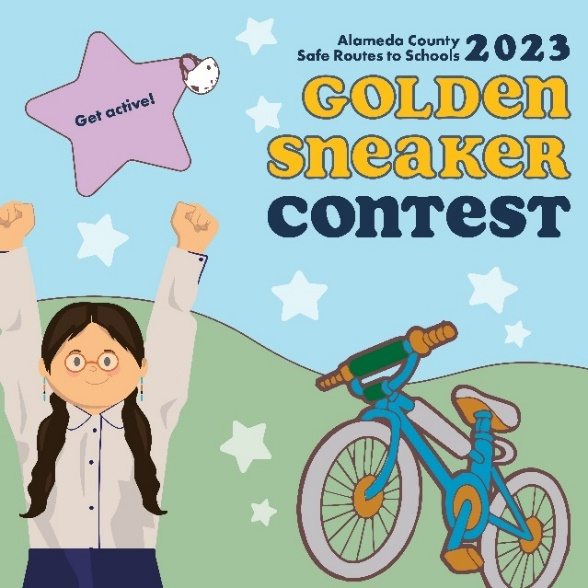 Alameda County
Safe Routes to Schools 2023
GOLDEN
SNEAKER
CONTEST
Get active!